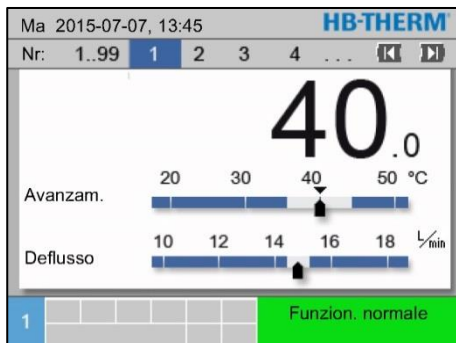 Ma 2015-07-07, 13:45 HB-THERM
Nr: 1..99 1 2 3 4 ...
40.0
20 30 40 50 °C
Avanzam.
10 12 14 16 18 L/min
Deflusso
1 Funzion. normale